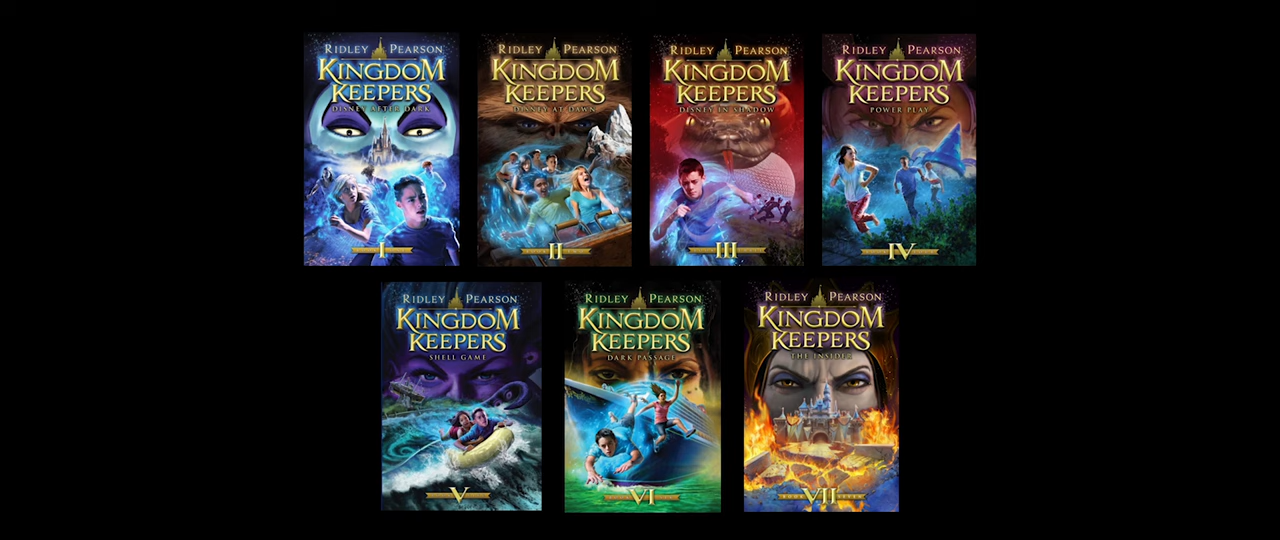 RIDLEY PEARSON
KINGDOM
KEEPERS
DISNEY AFTER DARK
I
RIDLEY PEARSON
KINGDOM
KEEPERS
DISNEY AT DAWN
II
RIDLEY PEARSON
KINGDOM
KEEPERS
DISNEY IN SHADOW
III
RIDLEY PEARSON
KINGDOM
KEEPERS
POWER PLAY
IV
RIDLEY PEARSON
KINGDOM
KEEPERS
SHELL GAME
V
RIDLEY PEARSON
KINGDOM
KEEPERS
DARK PASSAGE
VI
RIDLEY PEARSON
KINGDOM
KEEPERS
THE INSIDER
BOOK VII SEVEN